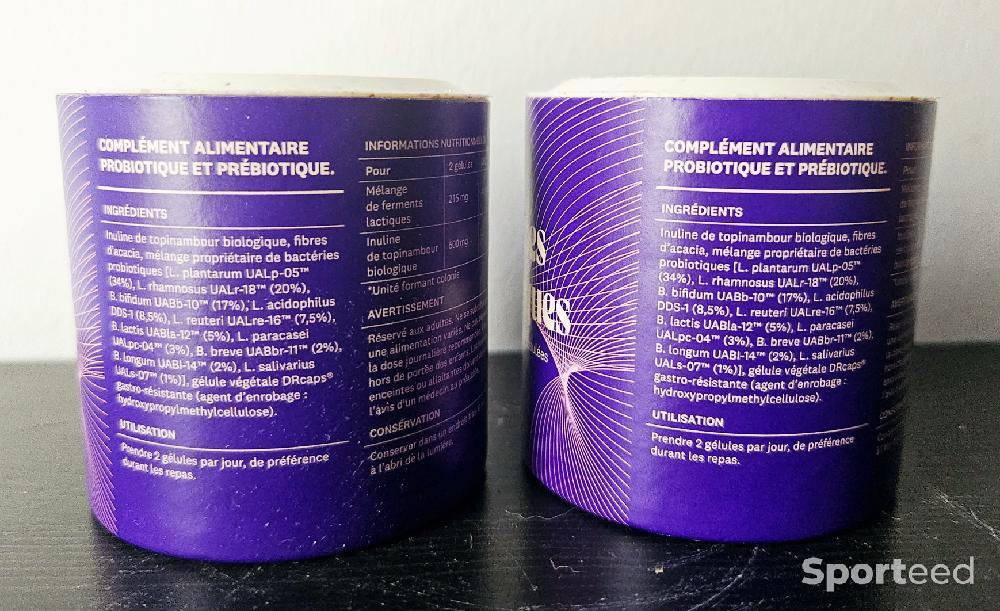 COMPLÉMENT ALIMENTAIRE
PROBIOTIQUE ET PRÉBIOTIQUE.
INGRÉDIENTS
Inuline de topinambour biologique, fibres
d'acacia, mélange propriétaire de bactéries
probiotiques [L. plantarum UALp-05™
(34%), L. rhamnosus UALr-18™ (20%),
B. bifidum UABb-10™ (17%), L. acidophilus
DDS-1 (8,5%), L. reuteri UALre-16™ (7,5%),
B. lactis UABla-12™ (5%), L. paracasei
UALpc-04™ (3%), B. breve UABbr-11™ (2%),
B. longum UABl-14™ (2%), L. salivarius
UALs-07™ (1%)], gélule végétale DRcaps®
gastro-résistante (agent d'enrobage :
hydroxypropylmethylcellulose).
UTILISATION
Prendre 2 gélules par jour, de préférence
durant les repas.
INFORMATIONS NUTRITIONNELLES
Pour 2 gélules
Mélange
de ferments 215 mg
lactiques
Inuline
de topinambour 600mg
biologique
*Unité formant colonie
AVERTISSEMENT
Réservé aux adultes. Ne se
une alimentation variée. Ne pas
la dose journalière
hors de portée des enfants.
enceintes ou allaitantes
l'avis d'un médecin
CONSERVATION
Conserver dans un endroit
à l'abri de la lumière.
COMPLÉMENT ALIMENTAIRE
PROBIOTIQUE ET PRÉBIOTIQUE.
INGRÉDIENTS
Inuline de topinambour biologique, fibres
d'acacia, mélange propriétaire de bactéries
probiotiques [L. plantarum UALp-05™
(34%), L. rhamnosus UALr-18™ (20%),
B. bifidum UABb-10™ (17%), L. acidophilus
DDS-1 (8,5%), L. reuteri UALre-16™ (7,5%),
B. lactis UABla-12™ (5%), L. paracasei
UALpc-04™ (3%), B. breve UABbr-11™ (2%),
B. longum UABl-14™ (2%), L. salivarius
UALs-07™ (1%)], gélule végétale DRcaps®
gastro-résistante (agent d'enrobage :
hydroxypropylmethylcellulose).
UTILISATION
Prendre 2 gélules par jour, de préférence
durant les repas.
Sporteed